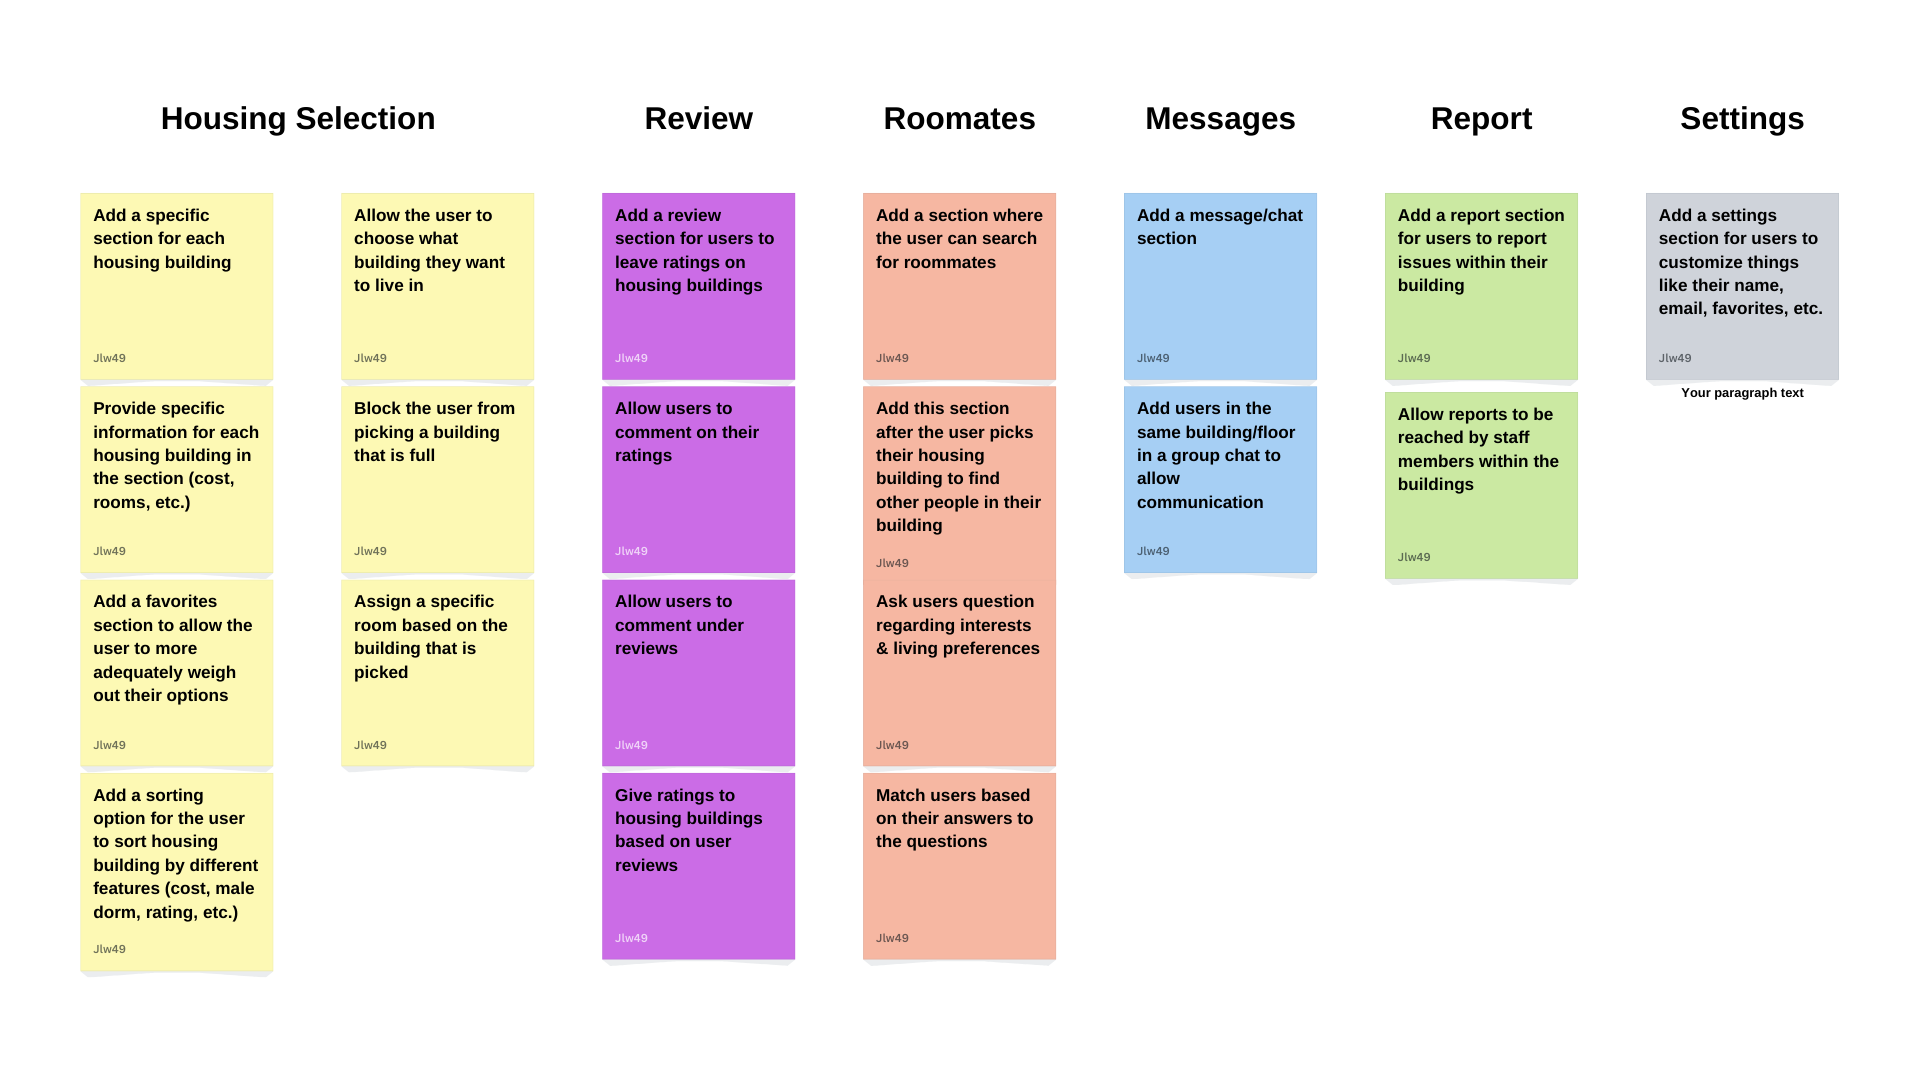 Housing Selection
Review
Roomates
Messages
Report
Settings
Add a specific
section for each
housing building
Jlw49
Provide specific
information for each
housing building in
the section (cost,
rooms, etc.)
Jlw49
Add a favorites
section to allow the
user to more
adequately weigh
out their options
Jlw49
Add a sorting
option for the user
to sort housing
building by different
features (cost, male
dorm, rating, etc.)
Jlw49
Allow the user to
choose what
building they want
to live in
Jlw49
Block the user from
picking a building
that is full
Jlw49
Assign a specific
room based on the
building that is
picked
Jlw49
Add a review
section for users to
leave ratings on
housing buildings
Jlw49
Allow users to
comment on their
ratings
Jlw49
Allow users to
comment under
reviews
Jlw49
Give ratings to
housing buildings
based on user
reviews
Jlw49
Add a section where
the user can search
for roommates
Jlw49
Add this section
after the user picks
their housing
building to find
other people in their
building
Jlw49
Ask users question
regarding interests
& living preferences
Jlw49
Match users based
on their answers to
the questions
Jlw49
Add a message/chat
section
Jlw49
Add users in the
same building/floor
in a group chat to
allow
communication
Jlw49
Add a report section
for users to report
issues within their
building
Jlw49
Allow reports to be
reached by staff
members within the
buildings
Jlw49
Add a settings
section for users to
customize things
like their name,
email, favorites, etc.
Jlw49
Your paragraph text